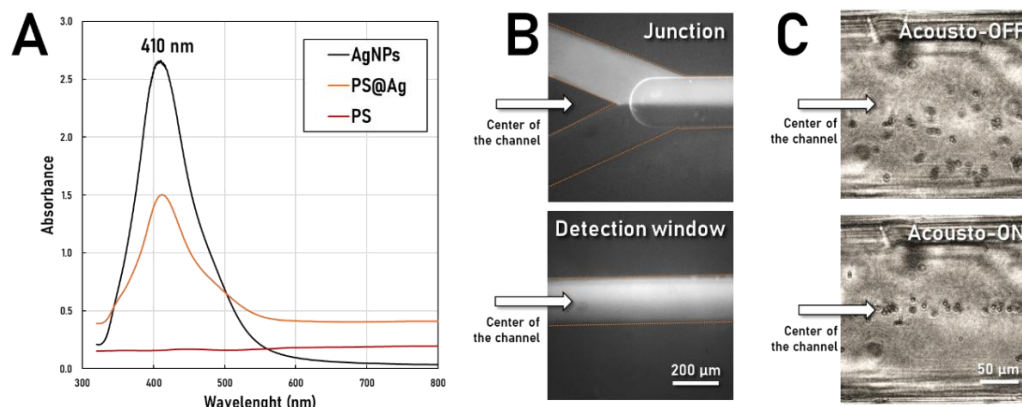 A
410 nm
AgNPs
PS@Ag
PS
3.0
2.5
2.0
1.5
1.0
0.5
0.0
Absorbance
300
400
500
600
700
800
Wavelenght (nm)
B
Junction
Center of
the channel
Detection window
Center of
the channel
200 µm
C
Acousto-OFF
Center of
the channel
Acousto-ON
Center of
the channel
50 µm